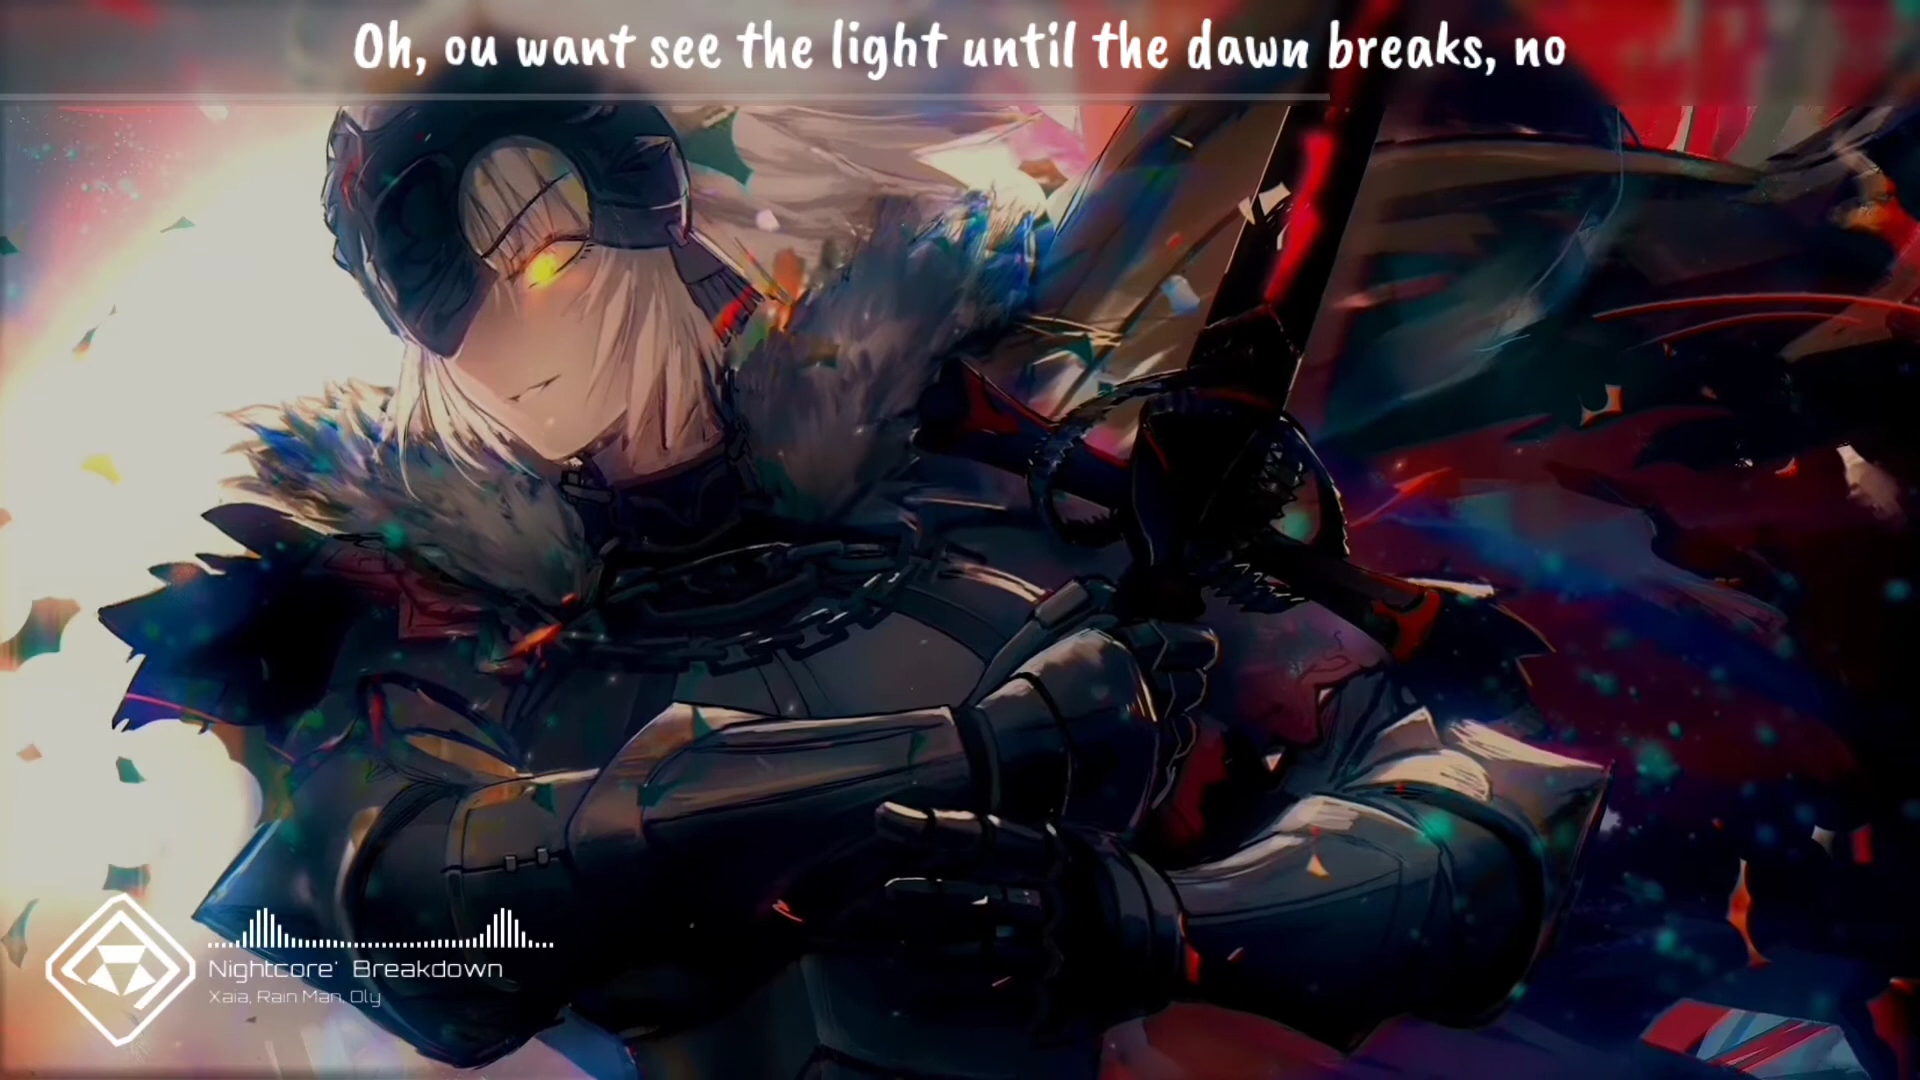 Oh, ou want see the light until the dawn breaks, no
Nightcore' Breakdown
Xaia, Rain Man, Oly